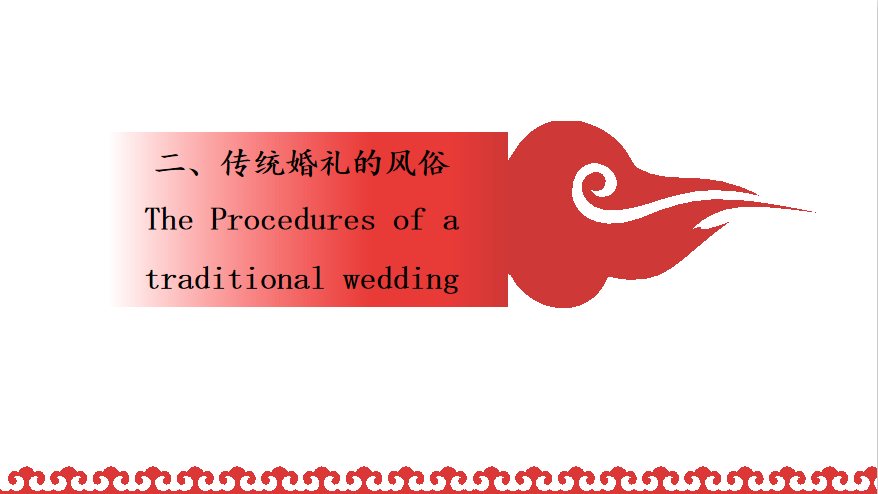 二、传统婚礼的风俗
The Procedures of a
traditional wedding